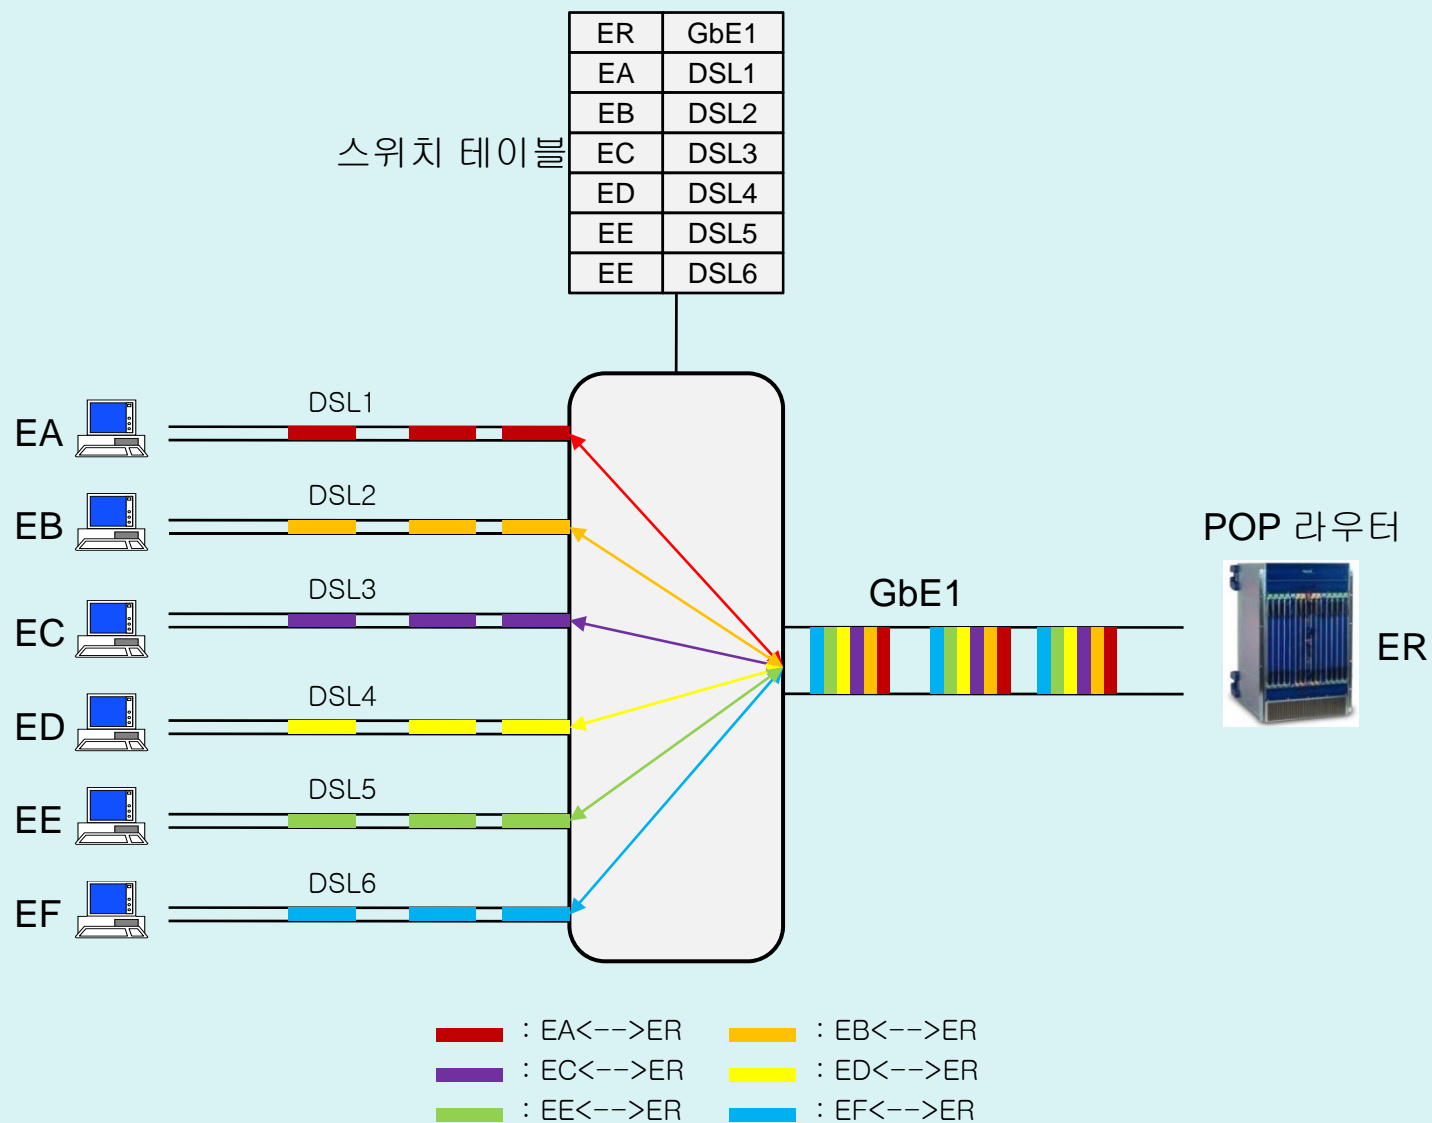 ER GbE1
EA DSL1
EB DSL2
스위치 테이블 EC DSL3
ED DSL4
EE DSL5
EE DSL6
DSL1
EA
DSL2
EB
POP 라우터
DSL3
GbE1
EC
ER
DSL4
ED
DSL5
EE
DSL6
EF
: EA<-->ER : EB<-->ER
: EC<-->ER : ED<-->ER
: EE<-->ER : EF<-->ER